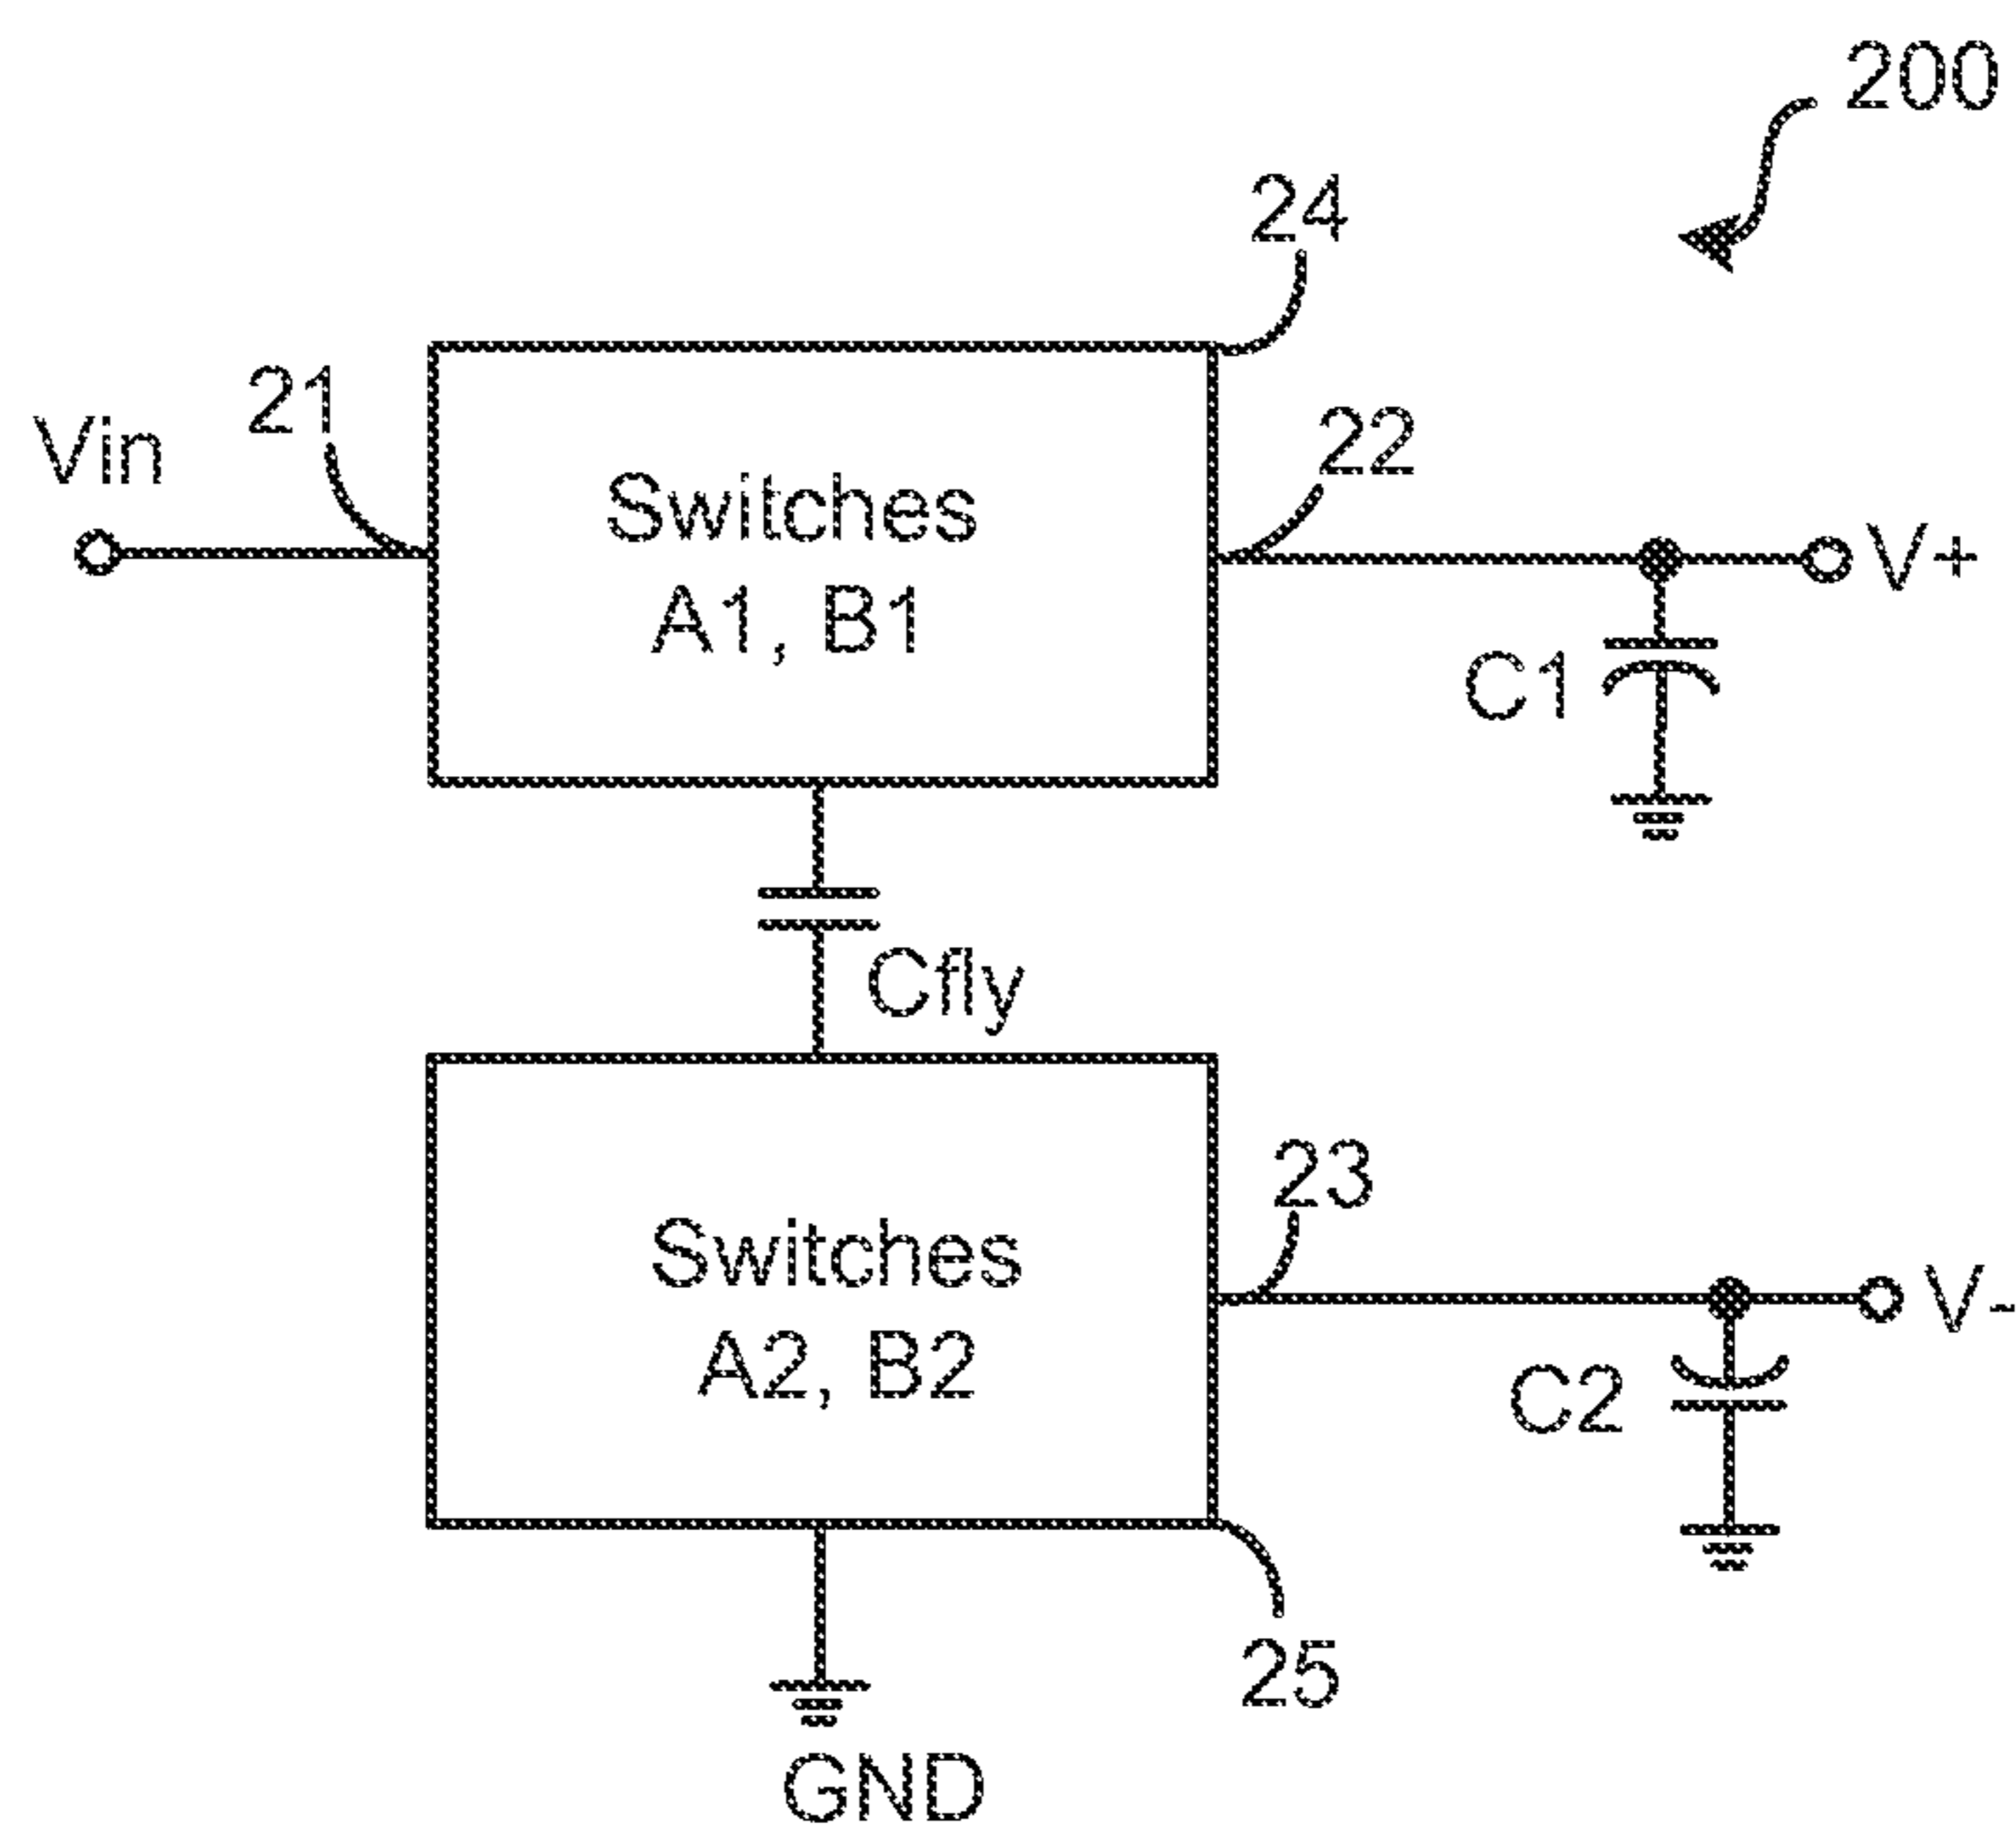 200
24
21
Vin
22
Switches
A1, B1
V+
C1
Cfly
23
Switches
A2, B2
V-
C2
25
GND